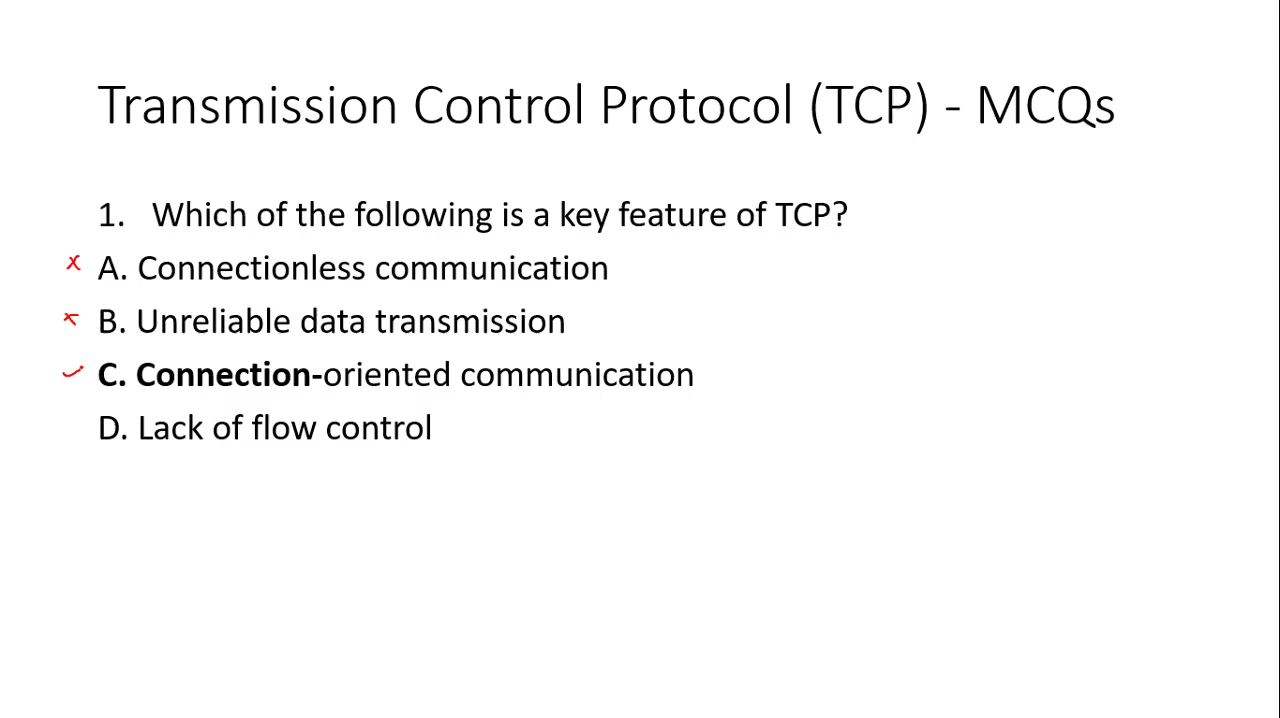 Transmission Control Protocol (TCP) - MCQs
1. Which of the following is a key feature of TCP?
A. Connectionless communication
B. Unreliable data transmission
C. Connection-oriented communication
D. Lack of flow control